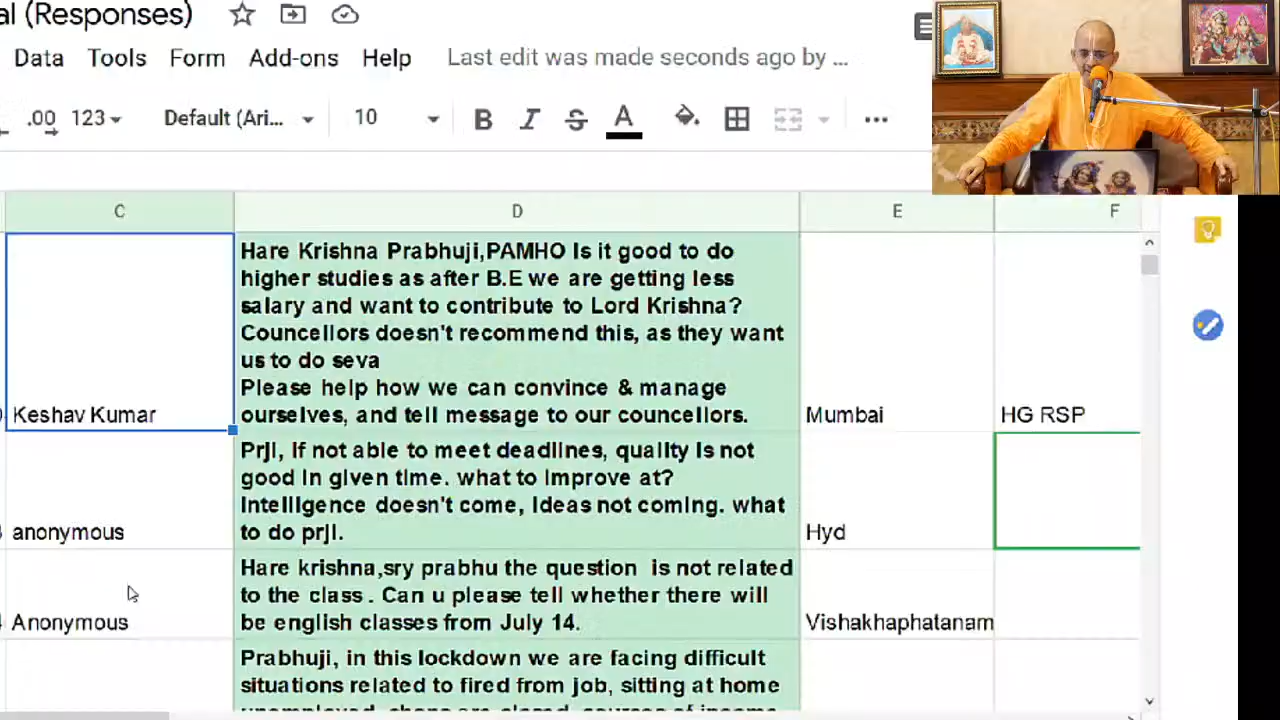 al (Responses)
Data Tools Form Add-ons Help Last edit was made seconds ago by ...
.00 123 Default (Ari... 10 B I S A
C D E F
Hare Krishna Prabhuji,PAMHO Is it good to do
higher studies as after B.E we are getting less
salary and want to contribute to Lord Krishna?
Councellors doesn't recommend this, as they want
us to do seva
Please help how we can convince & manage
ourselves, and tell message to our councellors.
Keshav Kumar
Mumbai
HG RSP
Prji, if not able to meet deadlines, quality is not
good in given time. what to improve at?
Intelligence doesn't come, ideas not coming. what
to do prji.
anonymous
Hyd
Hare krishna,sry prabhu the question is not related
to the class . Can u please tell whether there will
be english classes from July 14.
Anonymous
Vishakhaphatanam
Prabhuji, in this lockdown we are facing difficult
situations related to fired from job, sitting at home